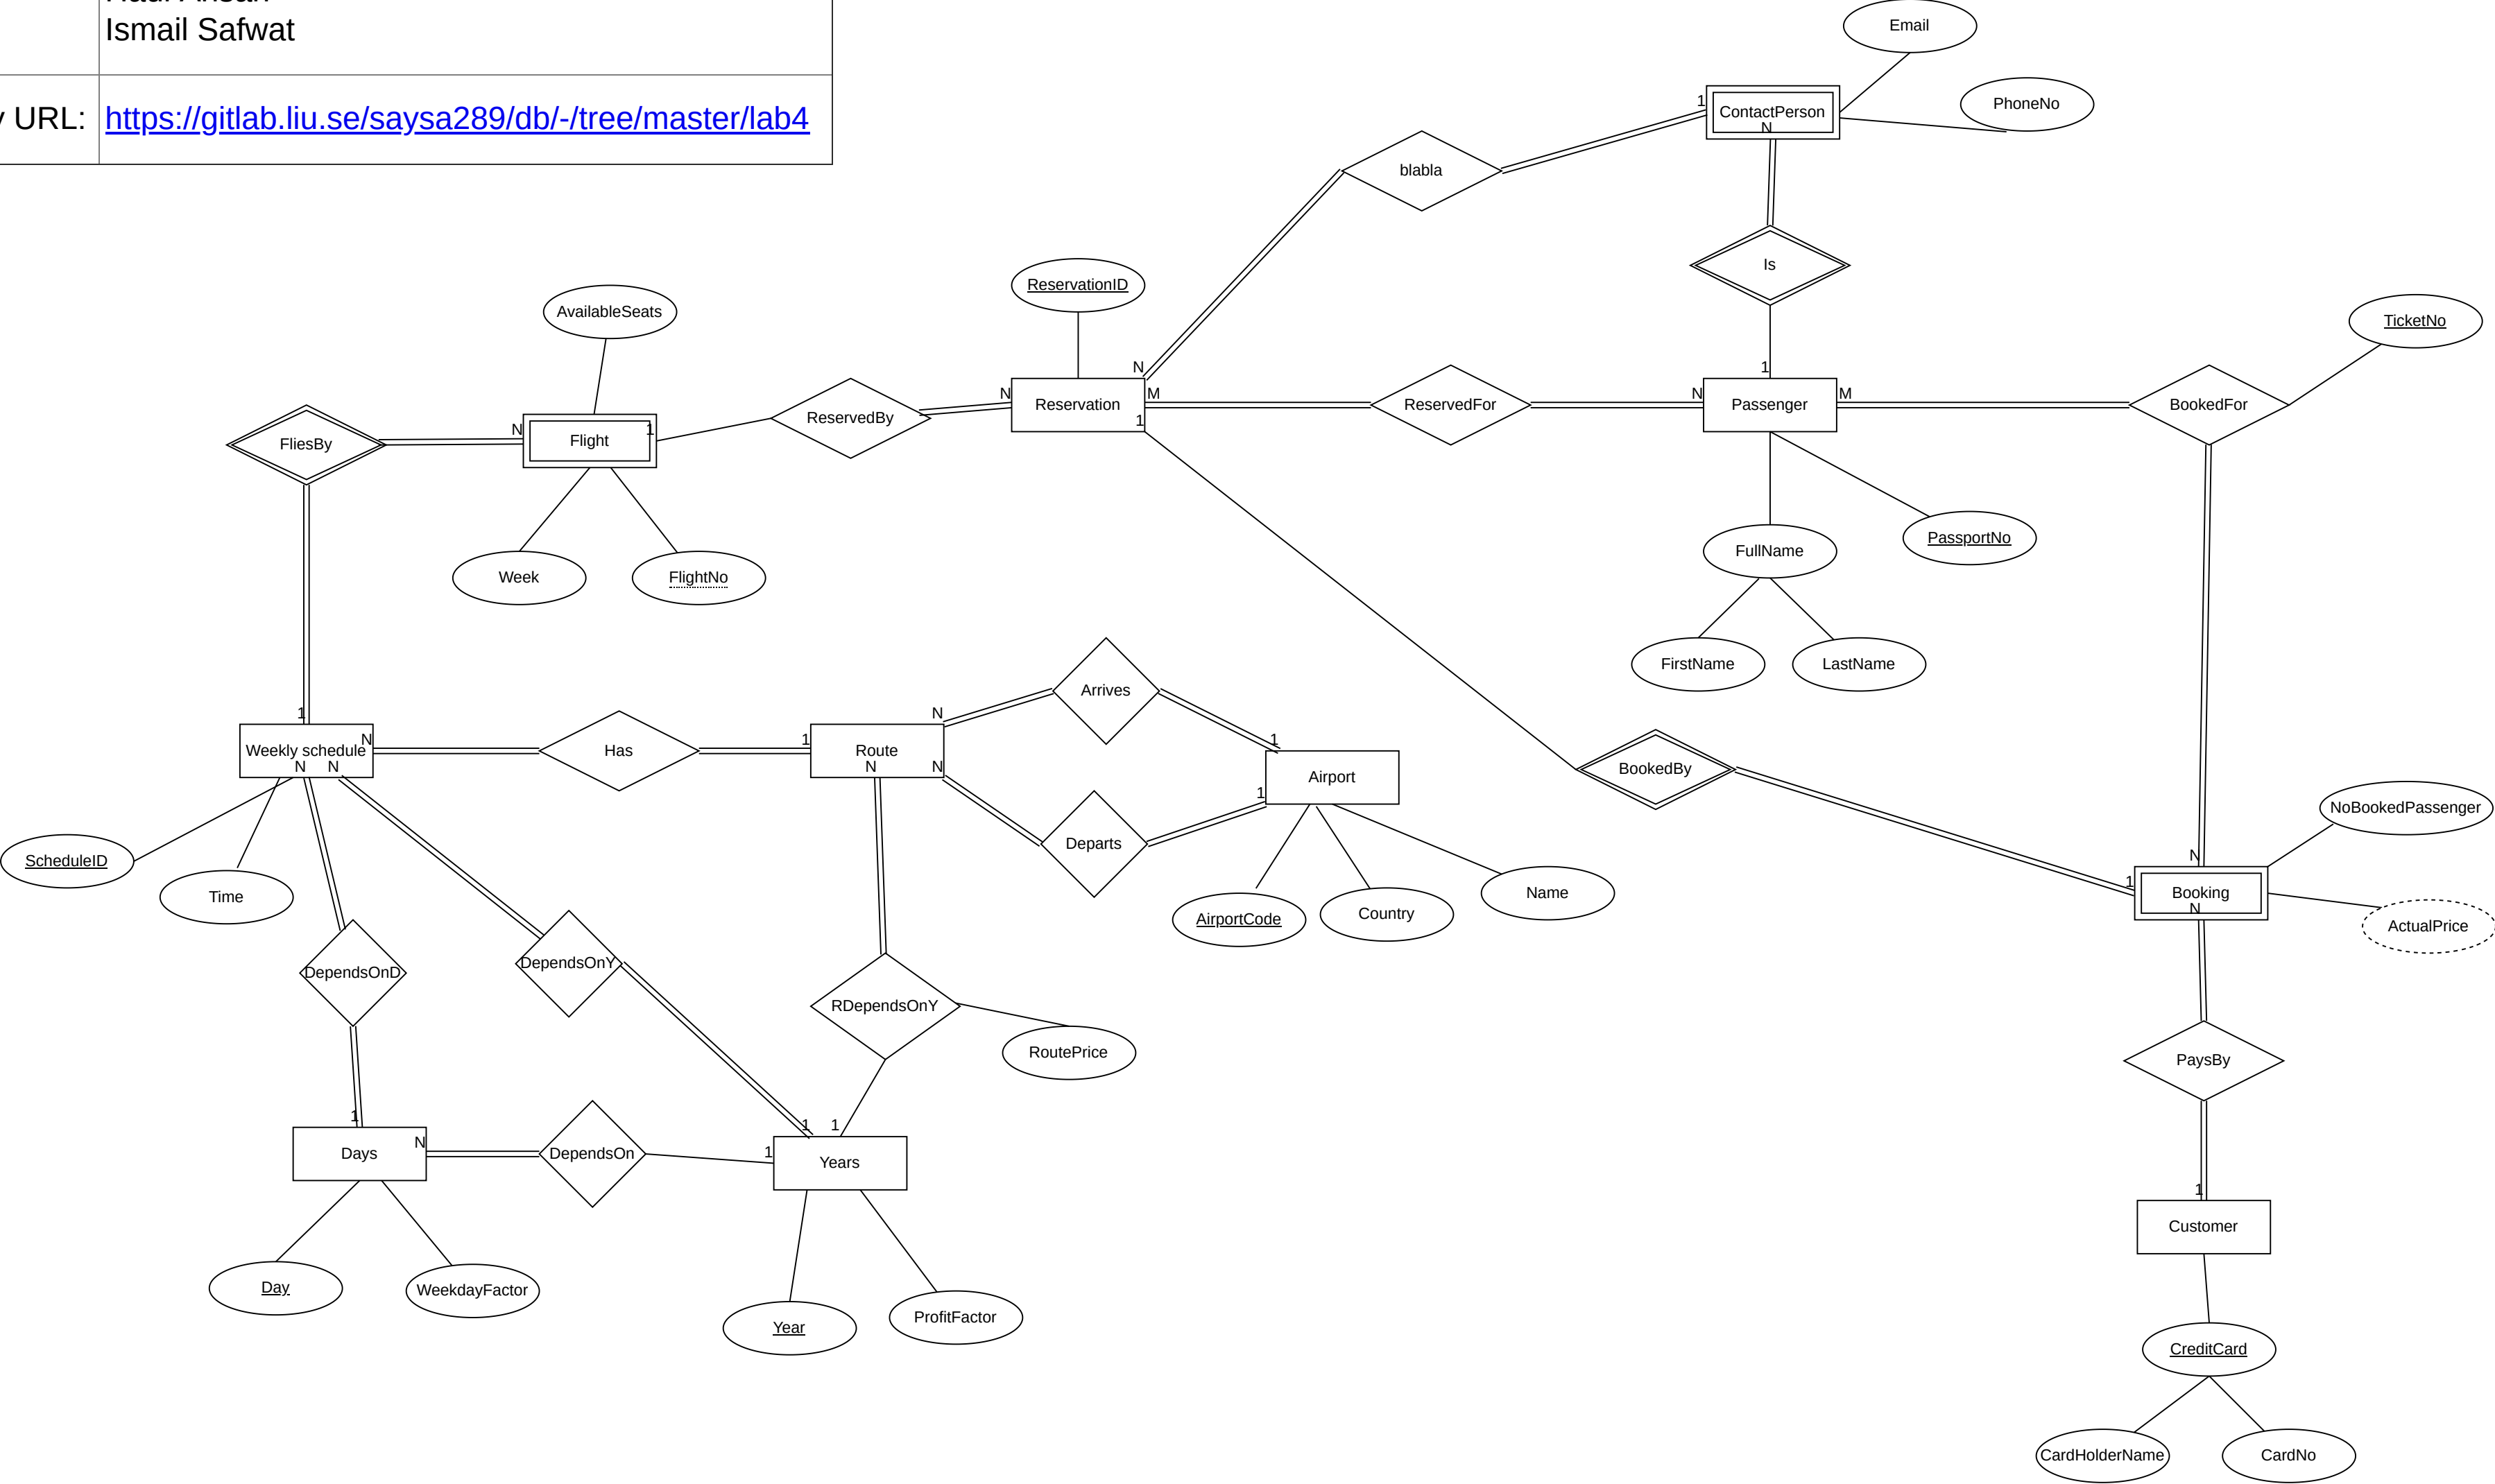 Ismail Safwat
URL:
https://gitlab.liu.se/saysa289/db/-/tree/master/lab4
Email
PhoneNo
1
ContactPerson
N
blabla
Is
ReservationID
AvailableSeats
TicketNo
N
1
N
Reservation
M
1
ReservedFor
N
Passenger
M
BookedFor
ReservedBy
FliesBy
N
Flight
1
Week
FlightNo
FullName
PassportNo
FirstName
LastName
Arrives
1
N
Weekly schedule
N
N
N
Has
1
Route
N
N
N
1
Airport
1
Departs
BookedBy
NoBookedPassenger
ScheduleID
Time
AirportCode
Country
Name
N
1
Booking
N
ActualPrice
DependsOnD
DependsOnY
RDependsOnY
RoutePrice
PaysBy
1
Days
N
DependsOn
1
1
1
Years
1
Customer
Day
WeekdayFactor
Year
ProfitFactor
CreditCard
CardHolderName
CardNo